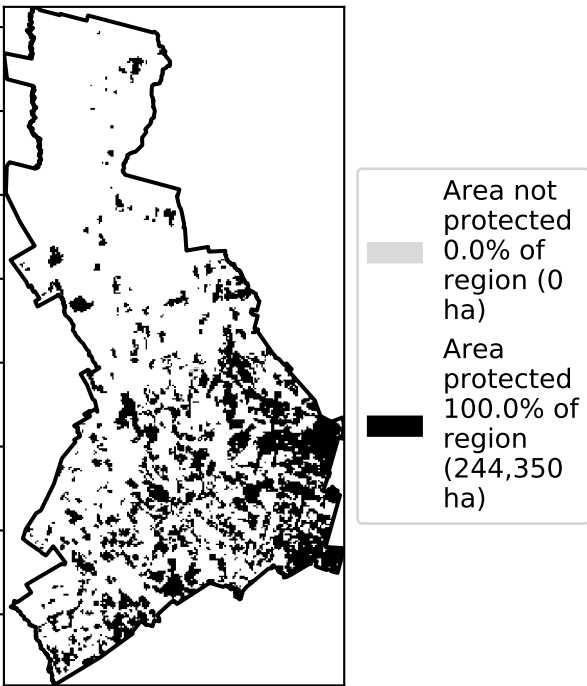 Area not
protected
0.0% of
region (0
ha)
Area
protected
100.0% of
region
(244,350
ha)